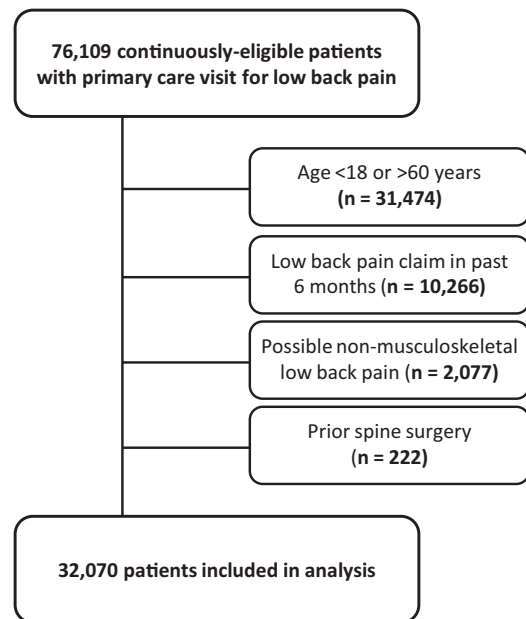 76,109 continuously-eligible patients
with primary care visit for low back pain
Age <18 or >60 years
(n = 31,474)
Low back pain claim in past
6 months (n = 10,266)
Possible non-musculoskeletal
low back pain (n = 2,077)
Prior spine surgery
(n = 222)
32,070 patients included in analysis